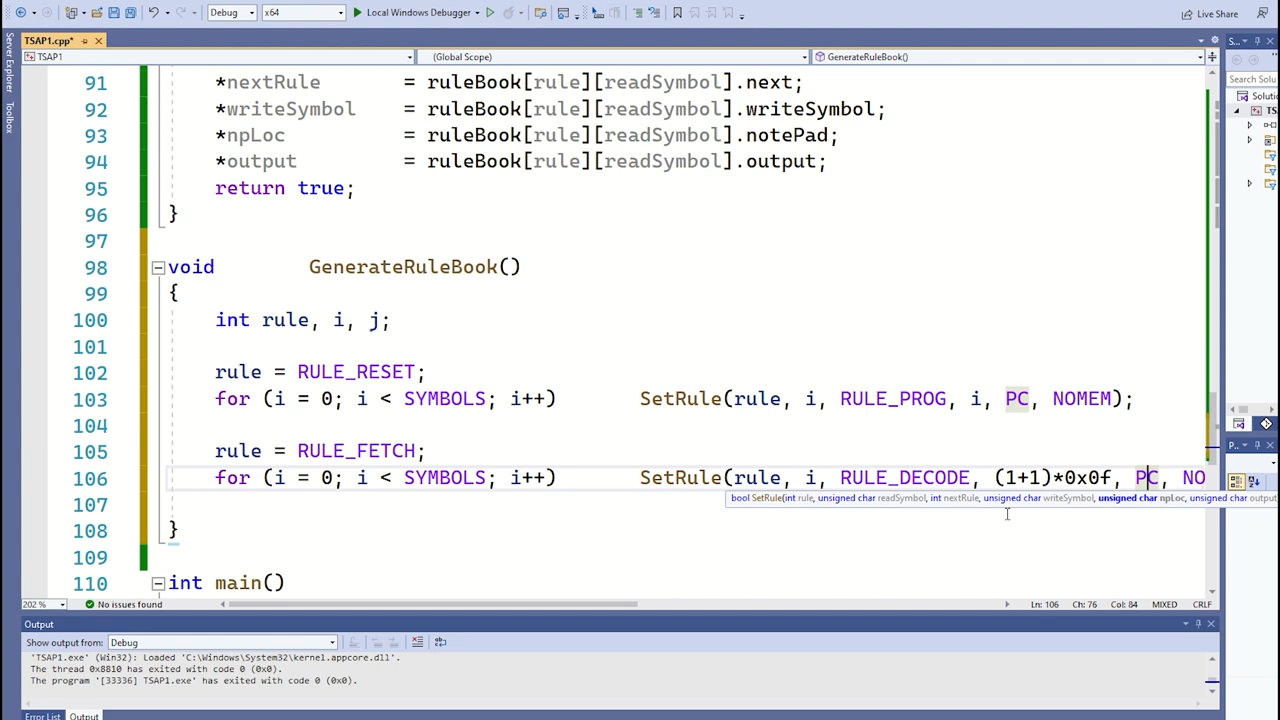 Debug x64 Local Windows Debugger Live Share
TSAP1.cpp*
TSAP1 (Global Scope) GenerateRuleBook()
Server Explorer
Toolbox
91 *nextRule = ruleBook[rule][readSymbol].next;
92 *writeSymbol = ruleBook[rule][readSymbol].writeSymbol;
93 *npLoc = ruleBook[rule][readSymbol].notePad;
94 *output = ruleBook[rule][readSymbol].output;
95 return true;
96 }
97
98 void GenerateRuleBook()
99 {
100 int rule, i, j;
101
102 rule = RULE_RESET;
103 for (i = 0; i < SYMBOLS; i++) SetRule(rule, i, RULE_PROG, i, PC, NOMEM);
104
105 rule = RULE_FETCH;
106 for (i = 0; i < SYMBOLS; i++) SetRule(rule, i, RULE_DECODE, (1+1)*0x0f, PC, NO
bool SetRule(int rule, unsigned char readSymbol, int nextRule, unsigned char writeSymbol, unsigned char npLoc, unsigned char output
107
108 }
109
110 int main()
202 % No issues found Ln: 106 Ch: 76 Col: 84 MIXED CRLF
Output
Show output from: Debug
'TSAP1.exe' (Win32): Loaded 'C:\Windows\System32\kernel.appcore.dll'.
The thread 0x8810 has exited with code 0 (0x0).
The program '[33336] TSAP1.exe' has exited with code 0 (0x0).
Error List Output
S...
Search Solu
Solutio
TS
P...